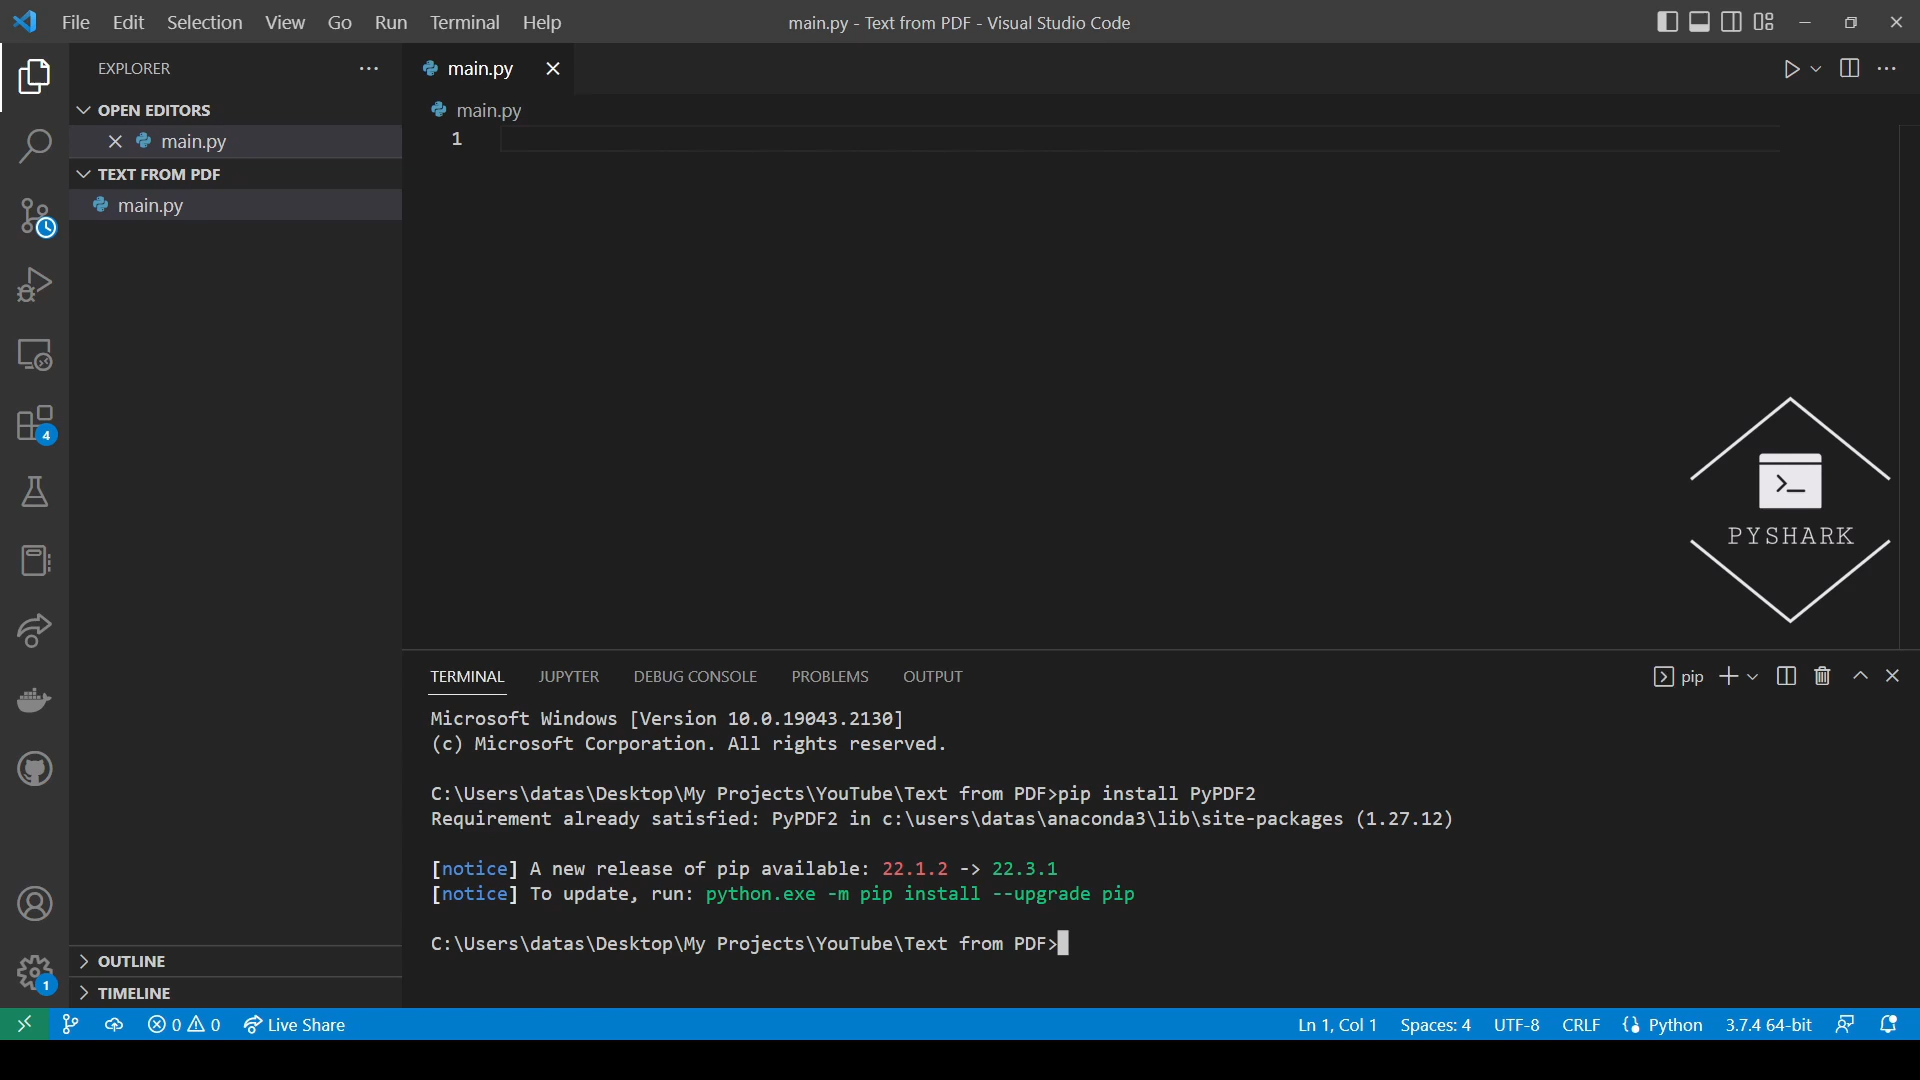 File Edit Selection View Go Run Terminal Help
main.py - Text from PDF - Visual Studio Code
EXPLORER
OPEN EDITORS
main.py
TEXT FROM PDF
main.py
OUTLINE
TIMELINE
main.py
main.py
1
PYSHARK
TERMINAL JUPYTER DEBUG CONSOLE PROBLEMS OUTPUT
pip
Microsoft Windows [Version 10.0.19043.2130]
(c) Microsoft Corporation. All rights reserved.
C:\Users\datas\Desktop\My Projects\YouTube\Text from PDF>pip install PyPDF2
Requirement already satisfied: PyPDF2 in c:\users\datas\anaconda3\lib\site-packages (1.27.12)
[notice] A new release of pip available: 22.1.2 -> 22.3.1
[notice] To update, run: python.exe -m pip install --upgrade pip
C:\Users\datas\Desktop\My Projects\YouTube\Text from PDF>
4
1
0 0 Live Share
Ln 1, Col 1 Spaces: 4 UTF-8 CRLF Python 3.7.4 64-bit